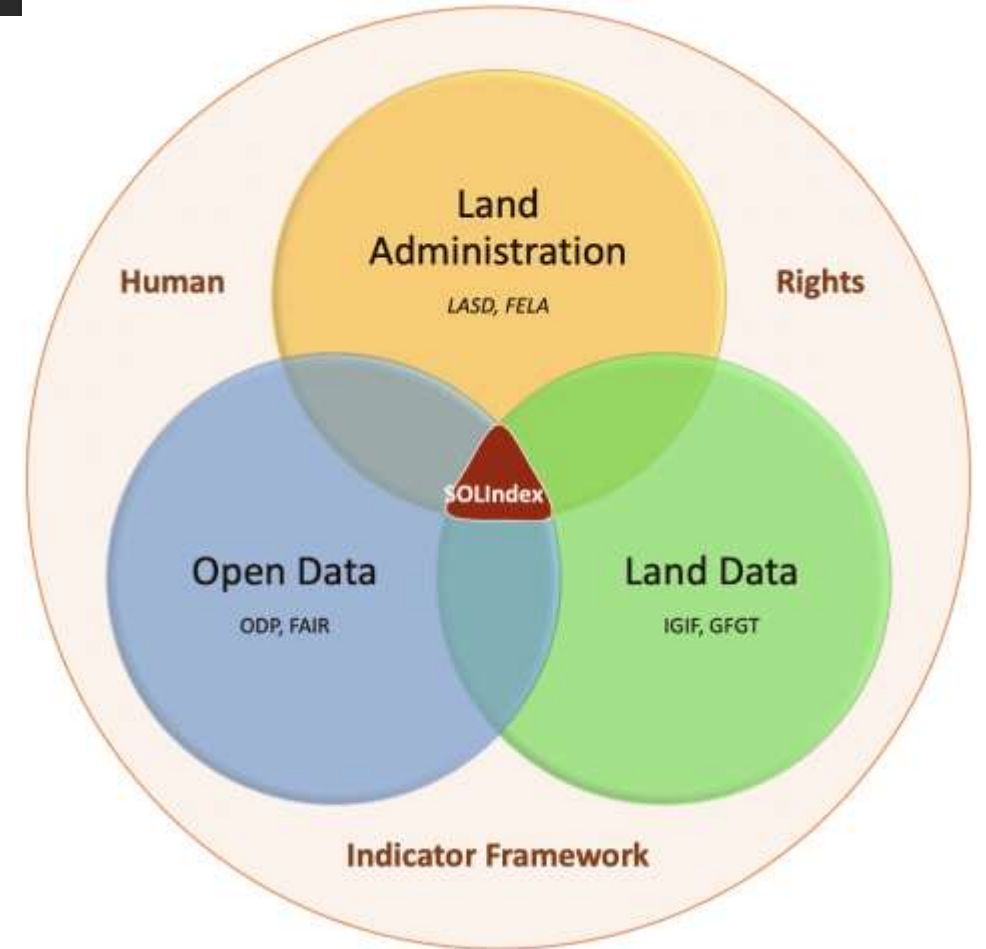 Land
Administration
LASD, FELA
Human
Rights
SOLIndex
Open Data
ODP, FAIR
Land Data
IGIF, GFGT
Indicator Framework